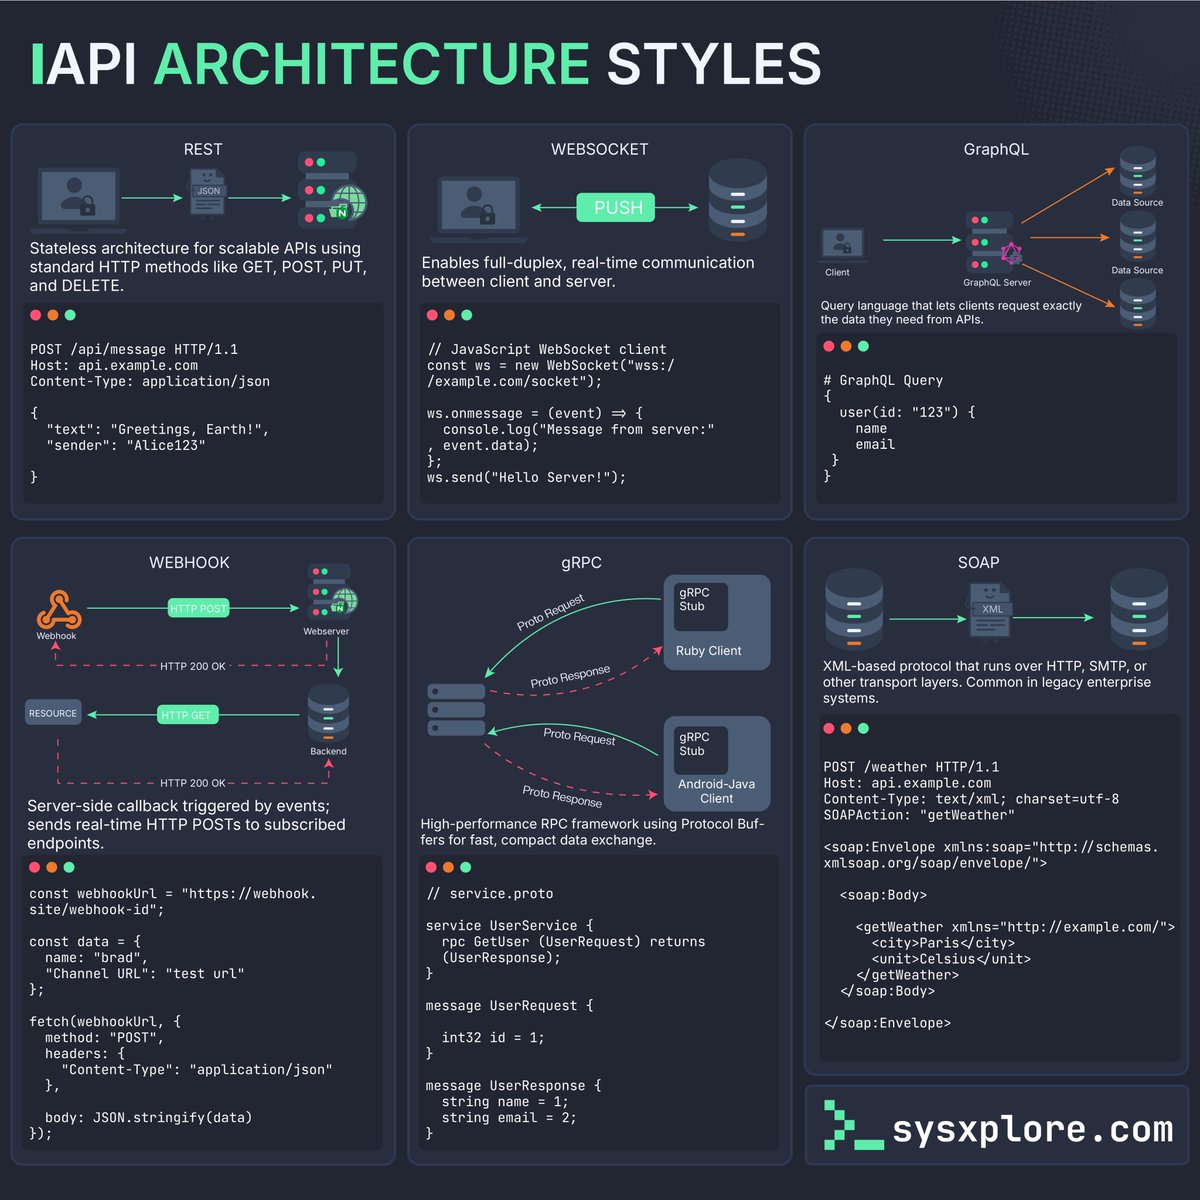 API ARCHITECTURE STYLES
REST
JSON
N
Stateless architecture for scalable APIs using
standard HTTP methods like GET, POST, PUT,
and DELETE.
POST /api/message HTTP/1.1
Host: api.example.com
Content-Type: application/json
{
"text": "Greetings, Earth!",
"sender": "Alice123"
}
WEBSOCKET
PUSH
Enables full-duplex, real-time communication
between client and server.
// JavaScript WebSocket client
const ws = new WebSocket("wss:/
/example.com/socket");
ws.onmessage = (event) => {
console.log("Message from server:"
, event.data);
};
ws.send("Hello Server!");
GraphQL
Data Source
Data Source
Client
GraphQL Server
Query language that lets clients request exactly
the data they need from APIs.
# GraphQL Query
{
user(id: "123") {
name
email
}
}
WEBHOOK
HTTP POST
N
Webhook
Webserver
HTTP 200 OK
RESOURCE
HTTP GET
Backend
HTTP 200 OK
Server-side callback triggered by events;
sends real-time HTTP POSTs to subscribed
endpoints.
const webhookUrl = "https://webhook.
site/webhook-id";
const data = {
name: "brad",
"Channel URL": "test url"
};
fetch(webhookUrl, {
method: "POST",
headers: {
"Content-Type": "application/json"
},
body: JSON.stringify(data)
});
gRPC
gRPC
Stub
Ruby Client
Proto Request
Proto Response
gRPC
Stub
Android-Java
Client
Proto Request
Proto Response
High-performance RPC framework using Protocol Buf-
fers for fast, compact data exchange.
// service.proto
service UserService {
rpc GetUser (UserRequest) returns
(UserResponse);
}
message UserRequest {
int32 id = 1;
}
message UserResponse {
string name = 1;
string email = 2;
}
SOAP
XML
XML-based protocol that runs over HTTP, SMTP, or
other transport layers. Common in legacy enterprise
systems.
POST /weather HTTP/1.1
Host: api.example.com
Content-Type: text/xml; charset=utf-8
SOAPAction: "getWeather"
<soap:Envelope xmlns:soap="http://schemas.
xmlsoap.org/soap/envelope/">
<soap:Body>
<getWeather xmlns="http://example.com/">
<city>Paris</city>
<unit>Celsius</unit>
</getWeather>
</soap:Body>
</soap:Envelope>
sysxplore.com